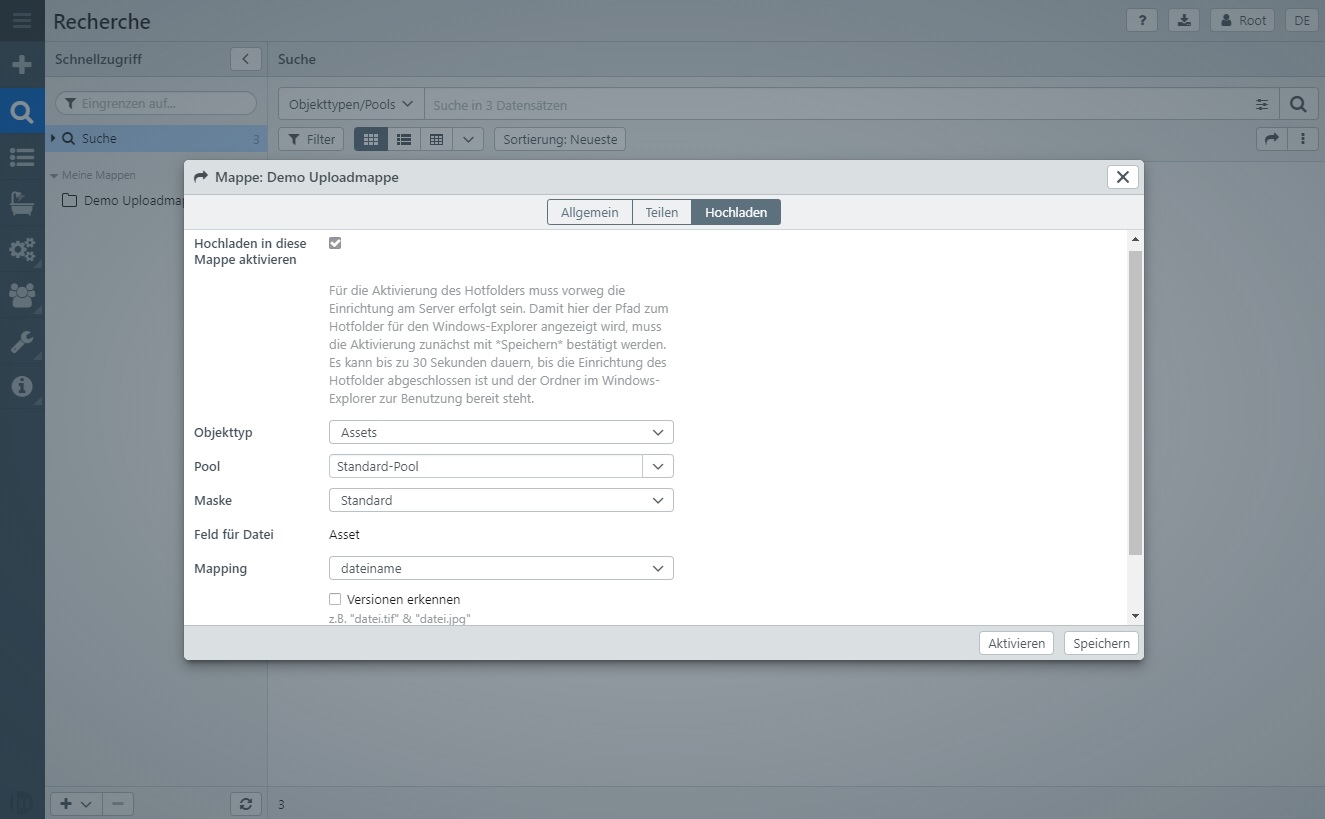 Recherche
?
Root
DE
Schnellzugriff
Suche
Eingrenzen auf...
Objekttypen/Pools
Suche in 3 Datensätzen
Suche
3
Filter
Sortierung: Neueste
Meine Mappen
Demo Uploadmap
Mappe: Demo Uploadmappe
Allgemein
Teilen
Hochladen
Hochladen in diese
Mappe aktivieren
Für die Aktivierung des Hotfolders muss vorweg die
Einrichtung am Server erfolgt sein. Damit hier der Pfad zum
Hotfolder für den Windows-Explorer angezeigt wird, muss
die Aktivierung zunächst mit *Speichern* bestätigt werden.
Es kann bis zu 30 Sekunden dauern, bis die Einrichtung des
Hotfolder abgeschlossen ist und der Ordner im Windows-
Explorer zur Benutzung bereit steht.
Objekttyp
Assets
Pool
Standard-Pool
Maske
Standard
Feld für Datei
Asset
Mapping
dateiname
Versionen erkennen
z.B. "datei.tif" & "datei.jpg"
Aktivieren
Speichern
3